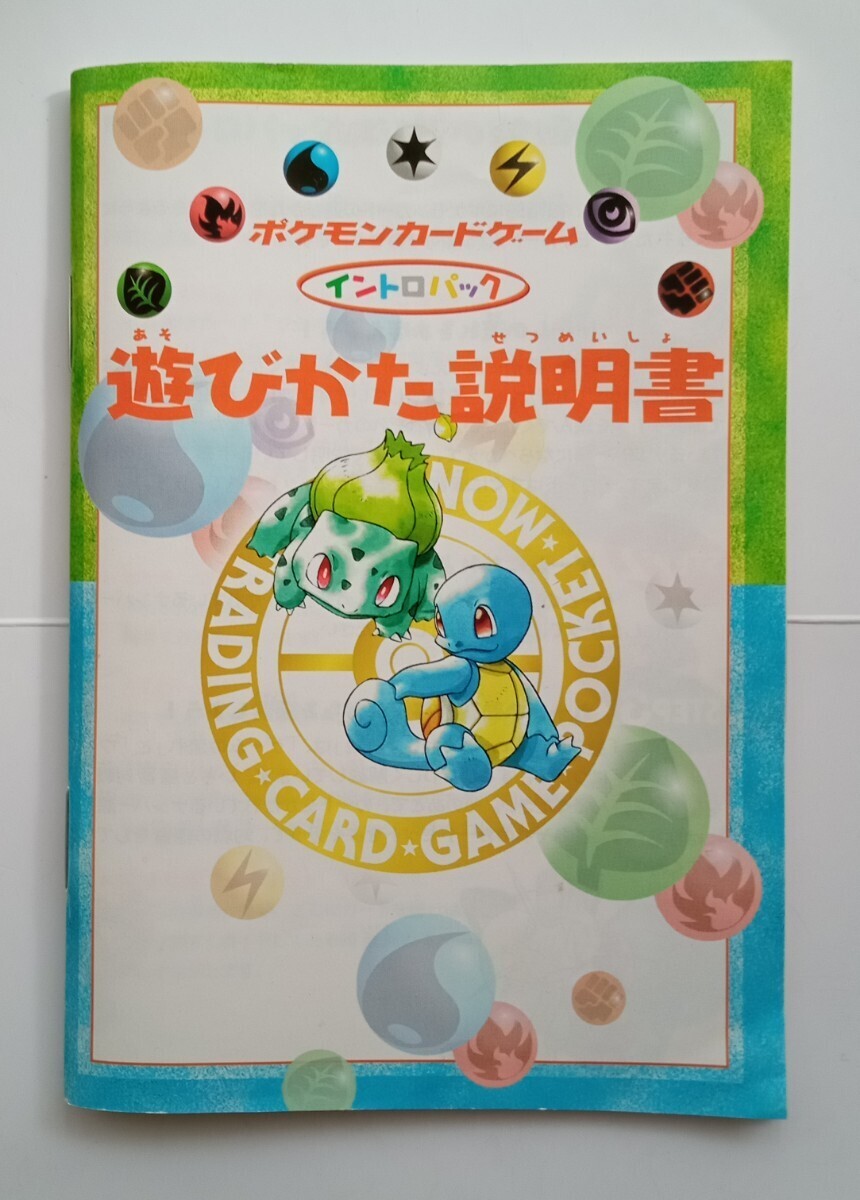 ポケモンカードゲーム
イントロパック
あそ せつめいしょ
遊びかた説明書
POCKET★MON
TRADING★CARD★GAME★